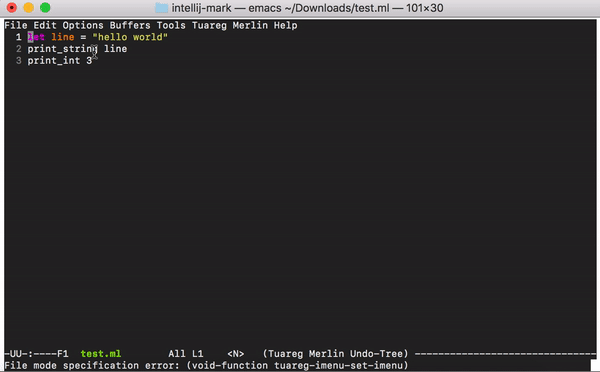 intellij-mark — emacs ~/Downloads/test.ml — 101×30
File Edit Options Buffers Tools Tuareg Merlin Help
1 let line = "hello world"
2 print_string line
3 print_int 3
-UU-:----F1 test.ml All L1 <N> (Tuareg Merlin Undo-Tree) ------------------------------
File mode specification error: (void-function tuareg-imenu-set-imenu)